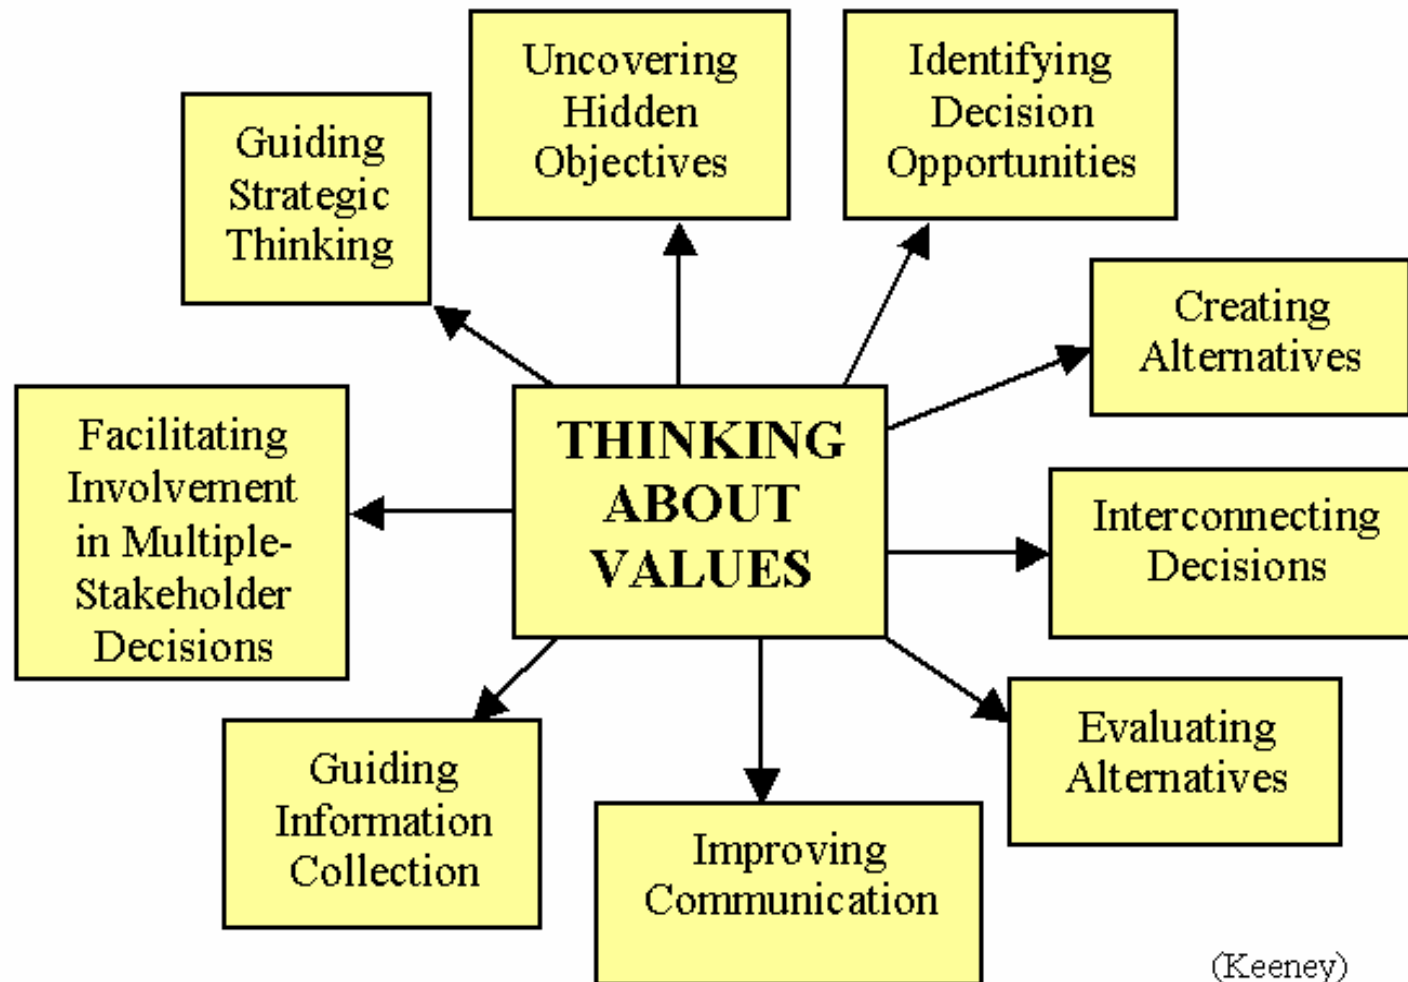 Uncovering
Hidden
Objectives
Identifying
Decision
Opportunities
Guiding
Strategic
Thinking
Creating
Alternatives
THINKING
ABOUT
VALUES
Facilitating
Involvement
in Multiple-
Stakeholder
Decisions
Interconnecting
Decisions
Evaluating
Alternatives
Guiding
Information
Collection
Improving
Communication
(Keeney)